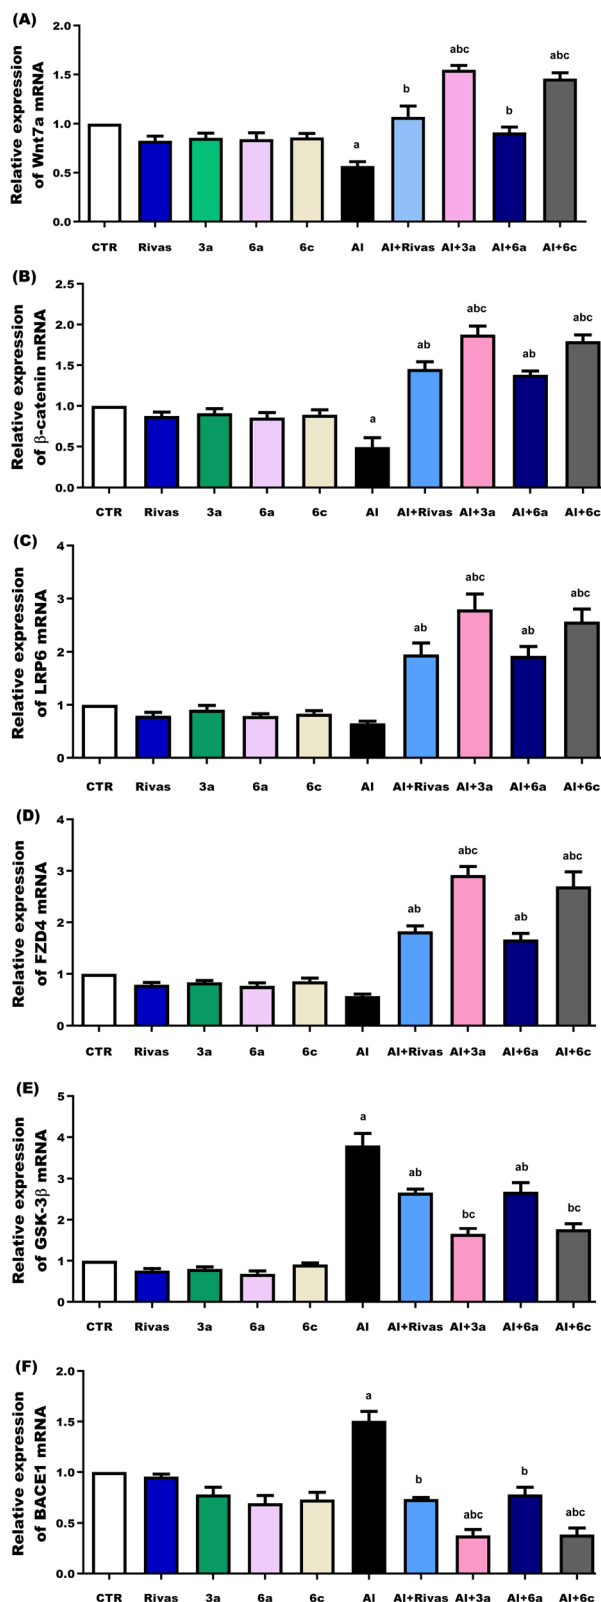 (A)
Relative expression
of Wnt7a mRNA
2.0
1.5
1.0
0.5
0.0
a
b
abc
b
abc
CTR Rivas 3a 6a 6c Al Al+Rivas Al+3a Al+6a Al+6c
(B)
Relative expression
of β-catenin mRNA
2.5
2.0
1.5
1.0
0.5
0.0
a
ab
abc
ab
abc
CTR Rivas 3a 6a 6c Al Al+Rivas Al+3a Al+6a Al+6c
(C)
Relative expression
of LRP6 mRNA
4
3
2
1
0
ab
abc
ab
abc
CTR Rivas 3a 6a 6c Al Al+Rivas Al+3a Al+6a Al+6c
(D)
Relative expression
of FZD4 mRNA
4
3
2
1
0
ab
abc
ab
abc
CTR Rivas 3a 6a 6c Al Al+Rivas Al+3a Al+6a Al+6c
(E)
Relative expression
of GSK-3β mRNA
5
4
3
2
1
0
a
ab
bc
ab
bc
CTR Rivas 3a 6a 6c Al Al+Rivas Al+3a Al+6a Al+6c
(F)
Relative expression
of BACE1 mRNA
2.0
1.5
1.0
0.5
0.0
a
b
abc
b
abc
CTR Rivas 3a 6a 6c Al Al+Rivas Al+3a Al+6a Al+6c